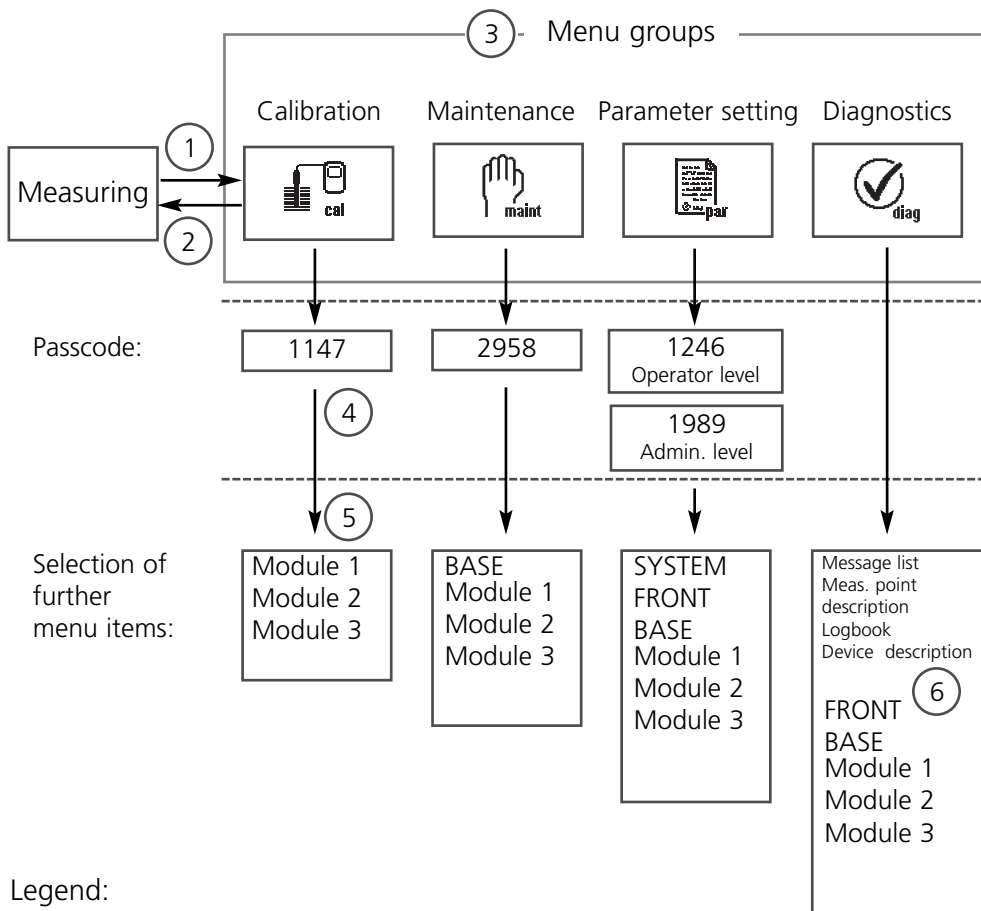 3 Menu groups
Calibration Maintenance Parameter setting Diagnostics
1
Measuring
cal maint par diag
2
Passcode: 1147 2958 1246
Operator level
4
1989
Admin. level
5
Selection of
further
menu items:
Module 1
Module 2
Module 3
BASE
Module 1
Module 2
Module 3
SYSTEM
FRONT
BASE
Module 1
Module 2
Module 3
Message list
Meas. point
description
Logbook
Device description
6
FRONT
BASE
Module 1
Module 2
Module 3
Legend: